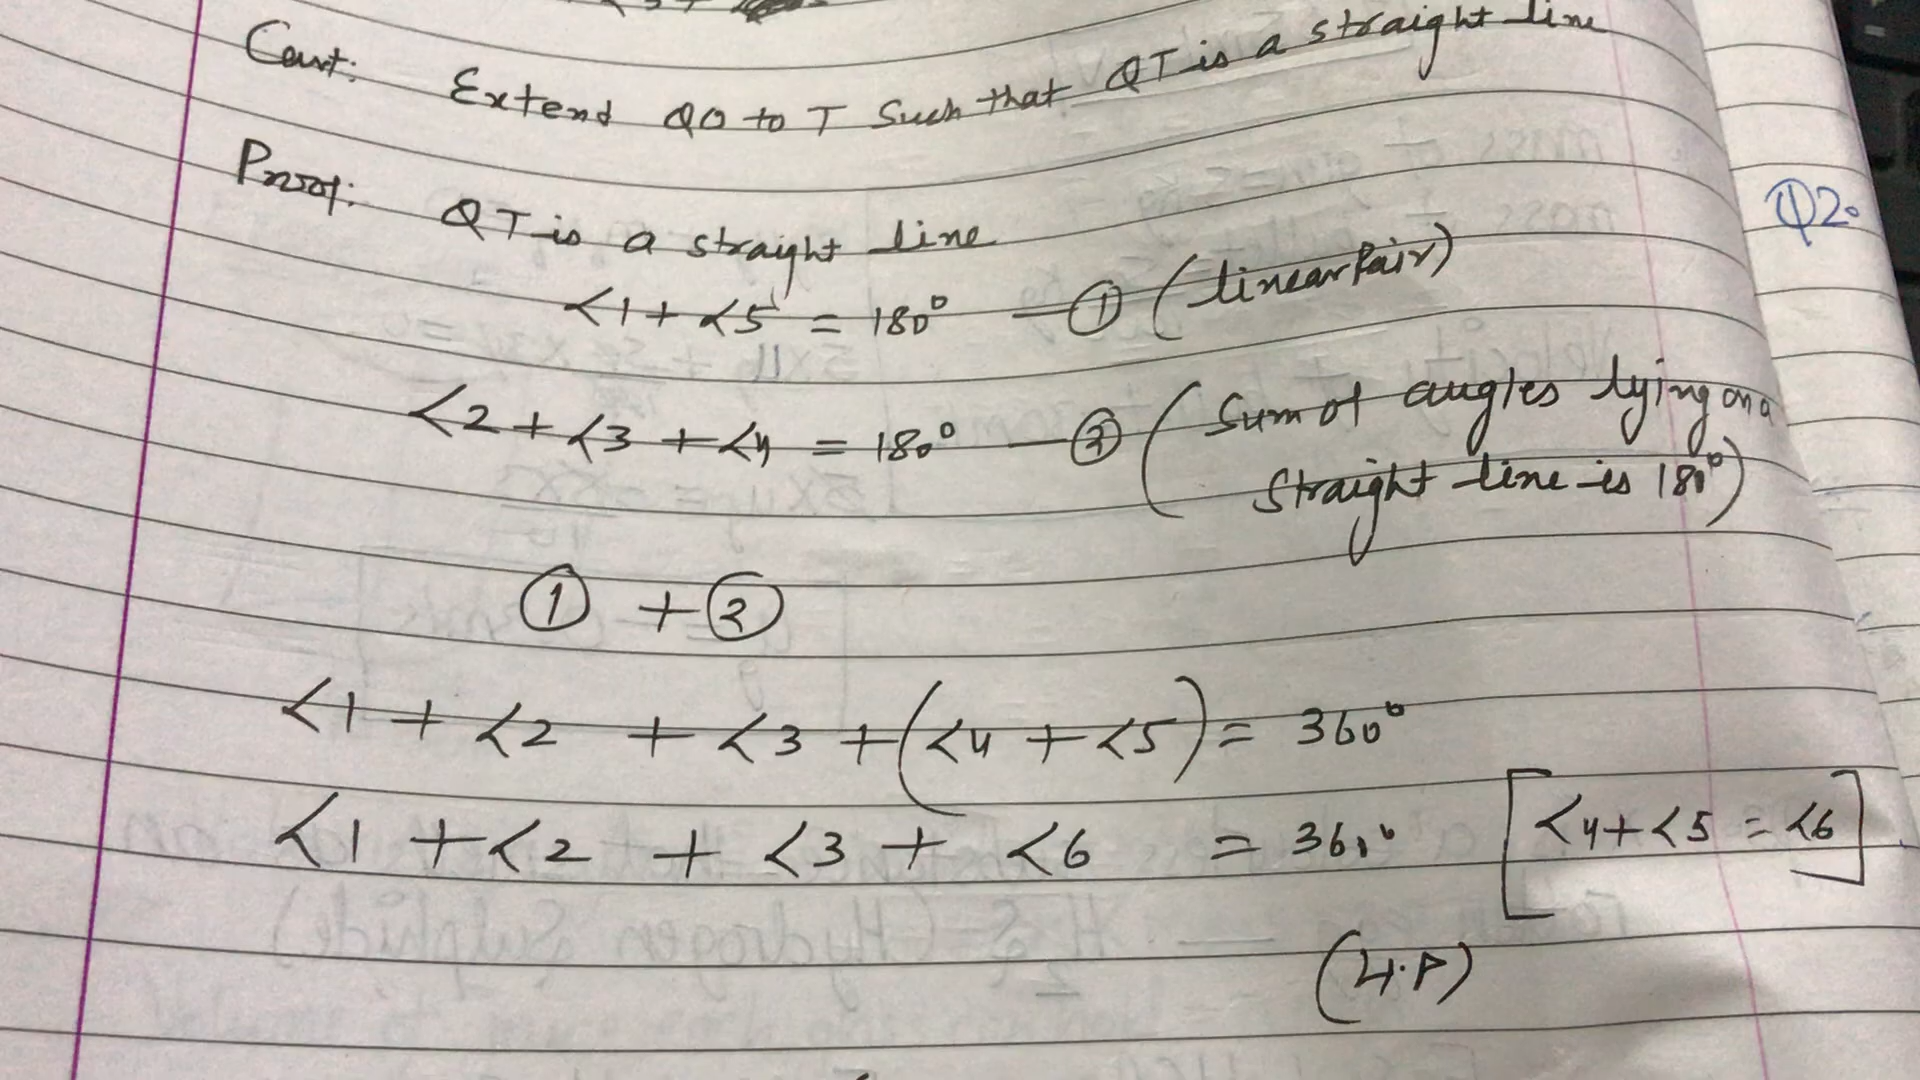 Const: Extend QO to T Such that QT is a straight line
Proof: QT is a straight line
∠1 + ∠5 = 180° — ① (linear Pair)
∠2 + ∠3 + ∠4 = 180° — ② (Sum of angles lying on a
straight line is 180°)
① + ②
∠1 + ∠2 + ∠3 + (∠4 + ∠5) = 360°
∠1 + ∠2 + ∠3 + ∠6 = 360° [∠4 + ∠5 = ∠6]
(H.P)
Q2.